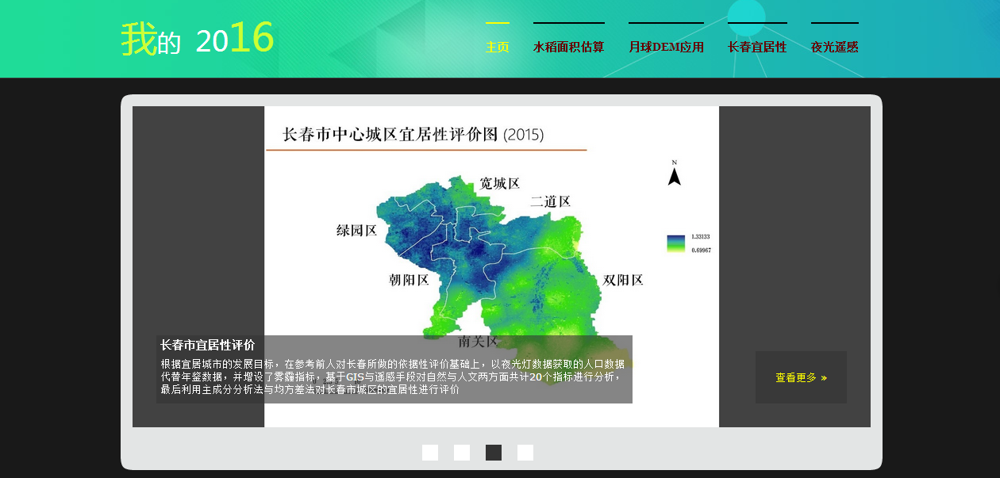 我的 2016
主页 水稻面积估算 月球DEM应用 长春宜居性 夜光遥感
长春市中心城区宜居性评价图 (2015)
N
宽城区
二道区
绿园区
1.33133
0.69967
朝阳区
双阳区
南关区
长春市宜居性评价
根据宜居城市的发展目标，在参考前人对长春所做的依据性评价基础上，以夜光灯数据获取的人口数据
代替年鉴数据，并增设了雾霾指标，基于GIS与遥感手段对自然与人文两方面共计20个指标进行分析，
最后利用主成分分析法与均方差法对长春市城区的宜居性进行评价
查看更多 »